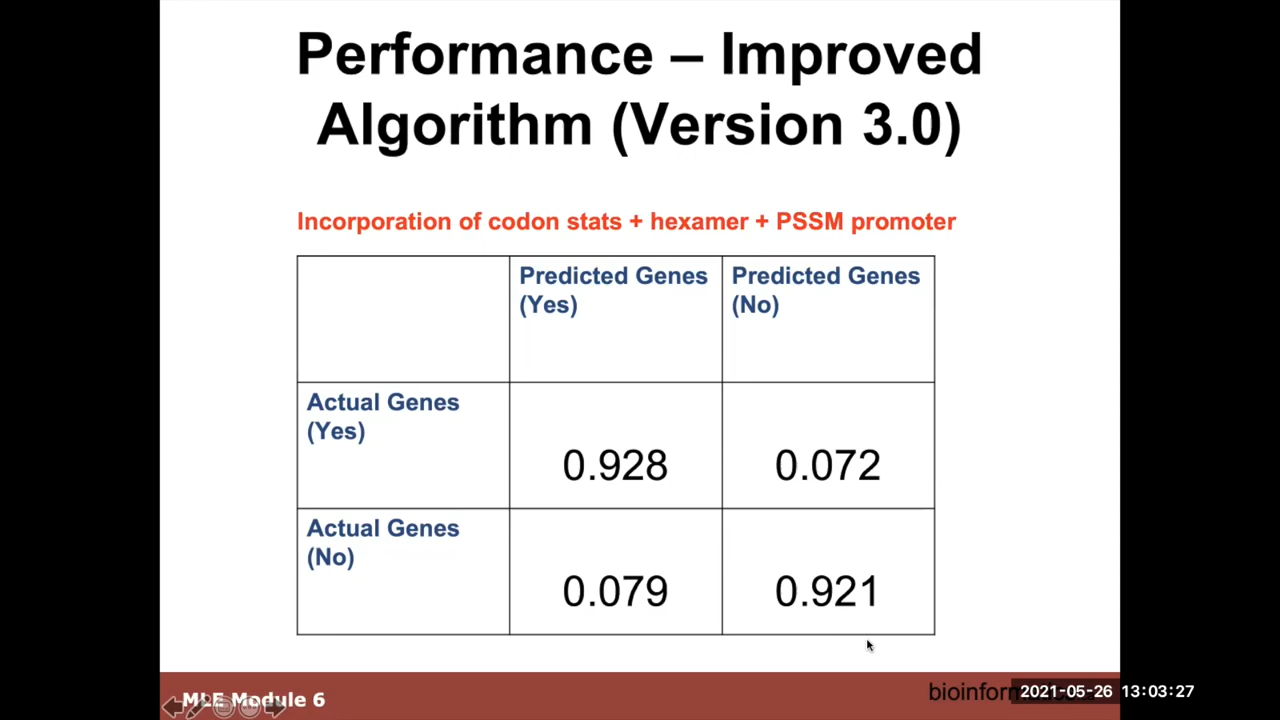 Performance – Improved
Algorithm (Version 3.0)
Incorporation of codon stats + hexamer + PSSM promoter
Predicted Genes
(Yes)
Predicted Genes
(No)
Actual Genes
(Yes)
0.928
0.072
Actual Genes
(No)
0.079
0.921
MLE Module 6
2021-05-26 13:03:27